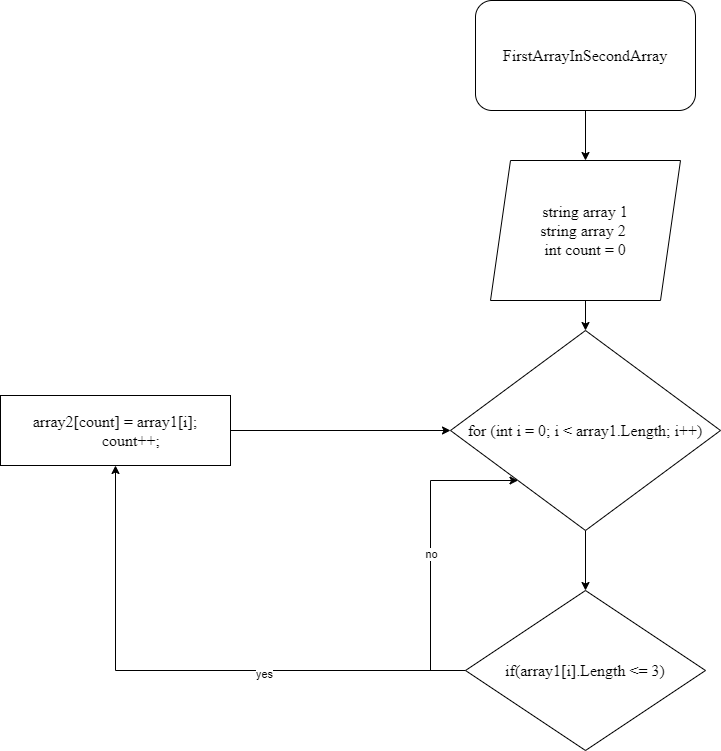 FirstArrayInSecondArray
string array 1
string array 2
int count = 0
for (int i = 0; i < array1.Length; i++)
array2[count] = array1[i];
count++;
no
if(array1[i].Length <= 3)
yes